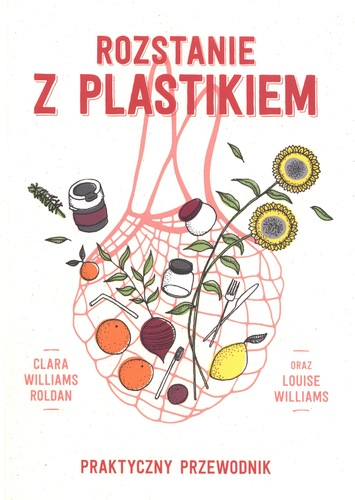 ROZSTANIE
Z PLASTIKIEM
CLARA
WILLIAMS
ROLDAN
ORAZ
LOUISE
WILLIAMS
PRAKTYCZNY PRZEWODNIK